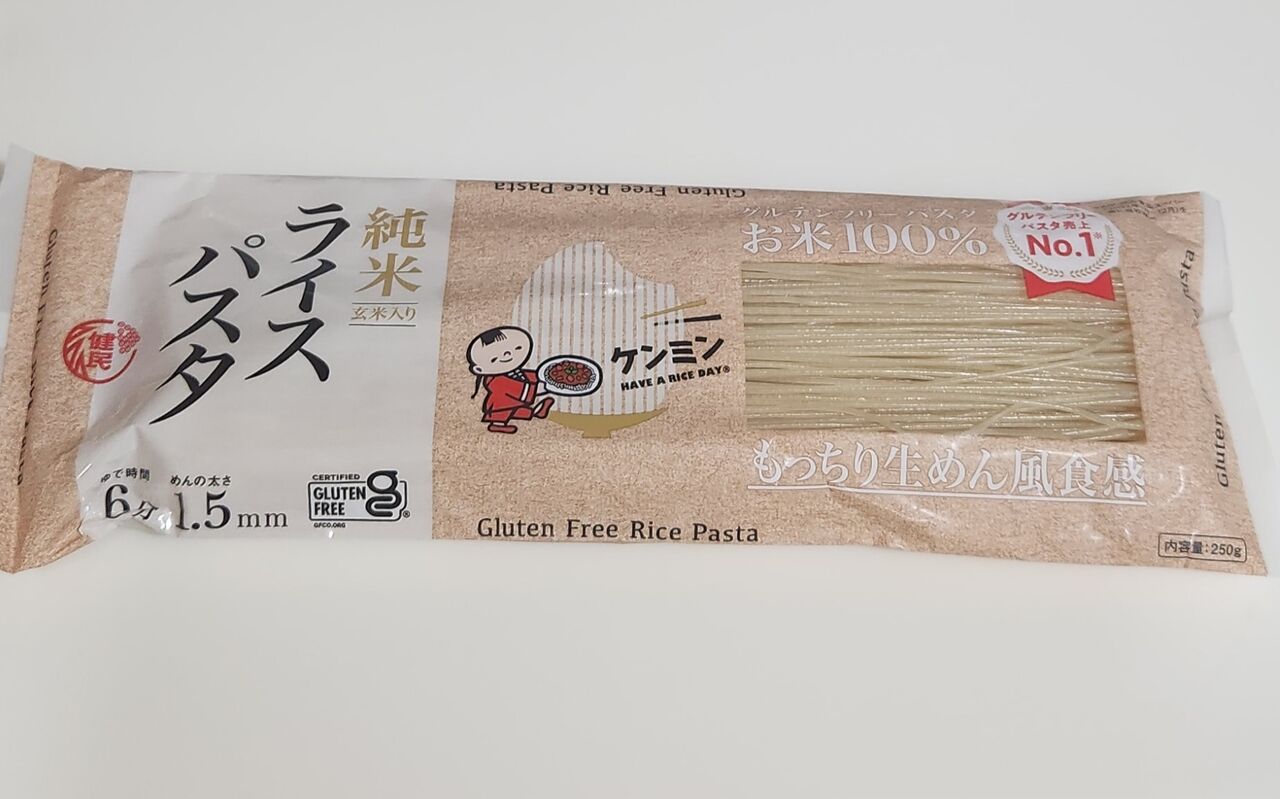 Gluten Free Rice Pasta
純米
玄米入り
ライス
パスタ
健民
ゆで時間
6分
めんの太さ
1.5mm
CERTIFIED
GLUTEN
FREE
GFCO.ORG
ケンミン
HAVE A RICE DAY®
Gluten Free Rice Pasta
グルテンフリーパスタ
お米100%
グルテンフリー
パスタ売上
No.1※
もっちり生めん風食感
内容量:250g
Gluten
pasta